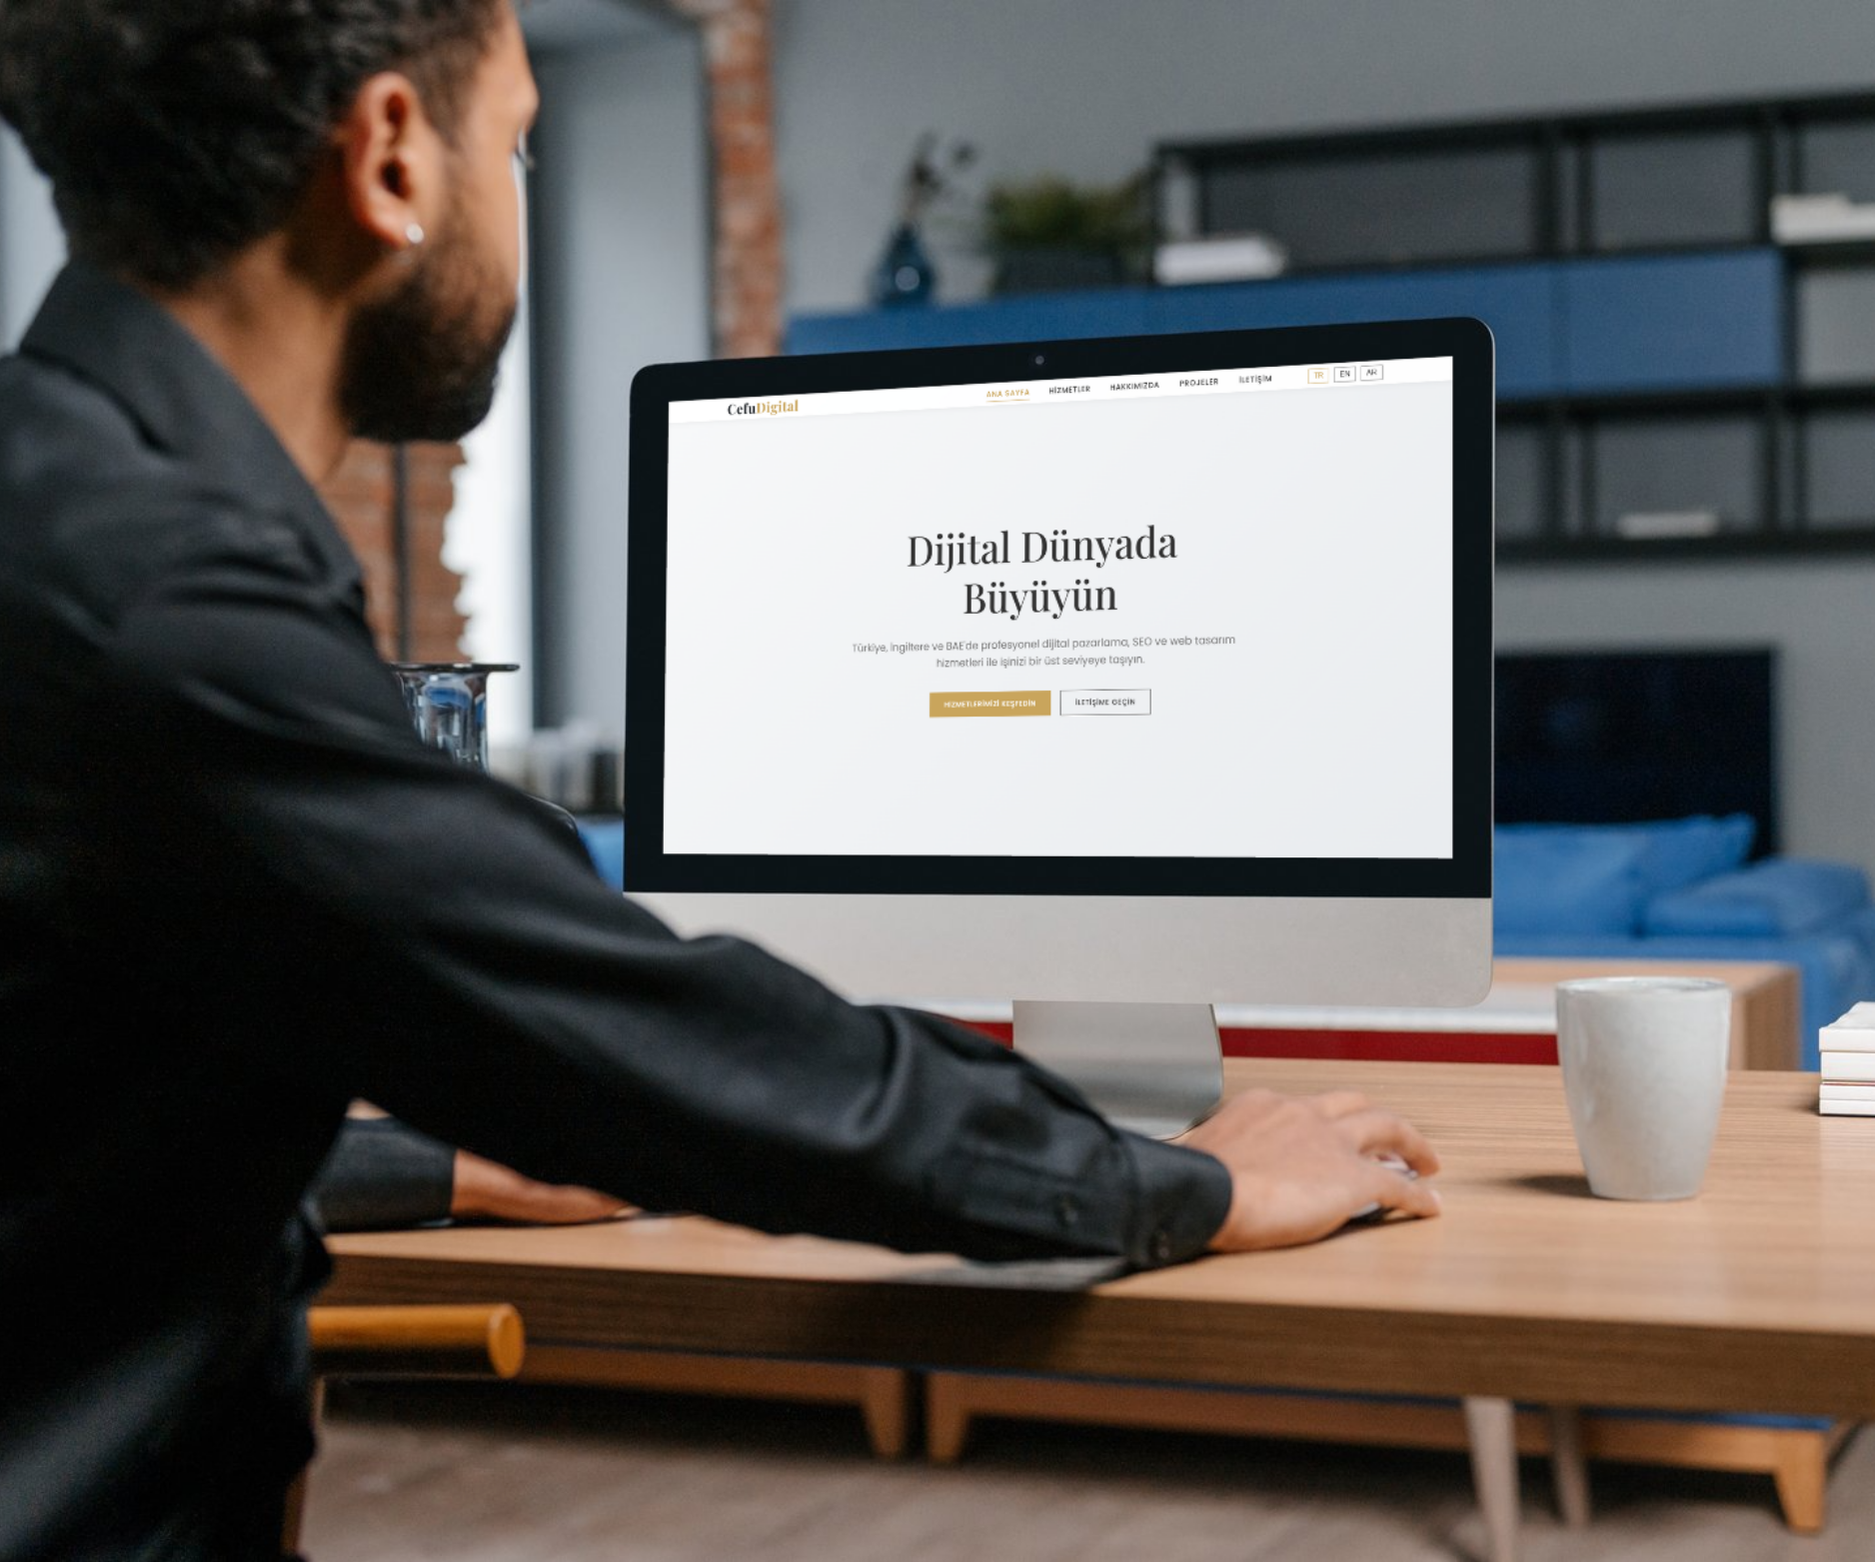 CefuDigital
ANA SAYFA HİZMETLER HAKKIMIZDA PROJELER İLETİŞİM TR EN AR
Dijital Dünyada
Büyüyün
Türkiye, İngiltere ve BAE'de profesyonel dijital pazarlama, SEO ve web tasarım
hizmetleri ile işinizi bir üst seviyeye taşıyın.
HİZMETLERİMİZİ KEŞFEDİN İLETİŞİME GEÇİN